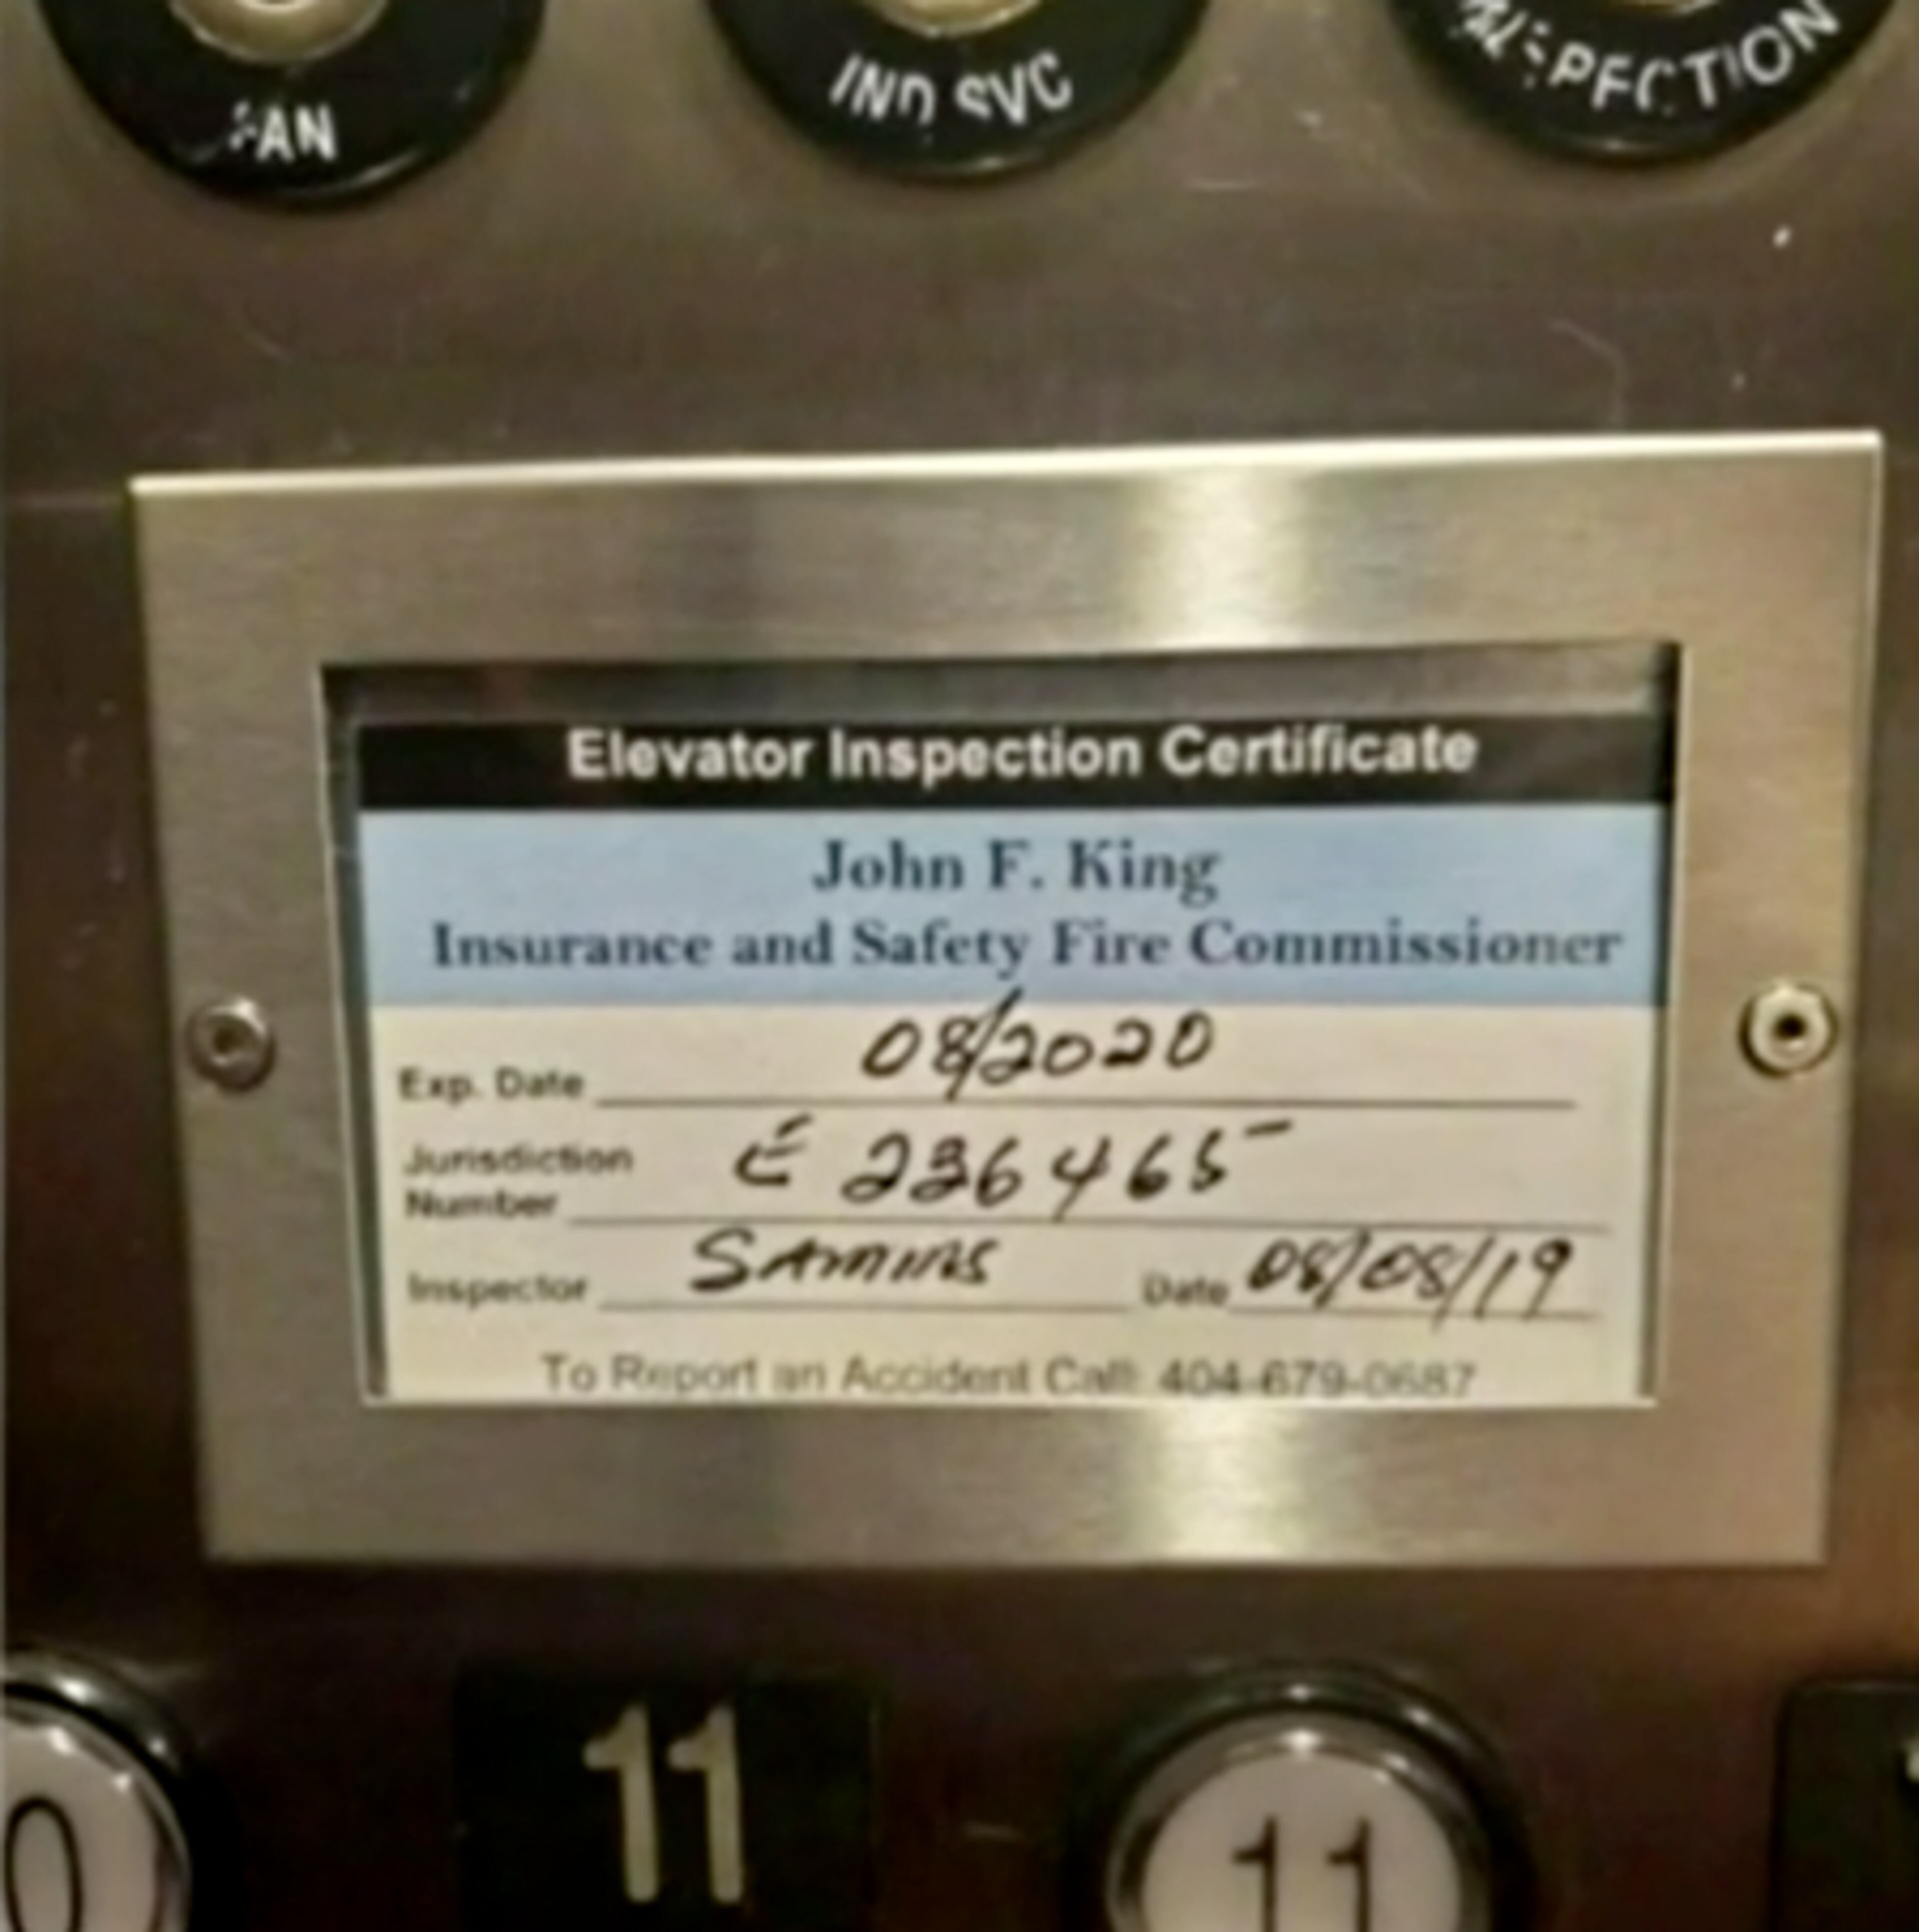 FAN
IND SVC
INSPECTION
Elevator Inspection Certificate
John F. King
Insurance and Safety Fire Commissioner
Exp. Date 08/2020
Jurisdiction Number E 236465
Inspector Date 08/08/19
To Report an Accident Call: 404-679-0687
11
11
0